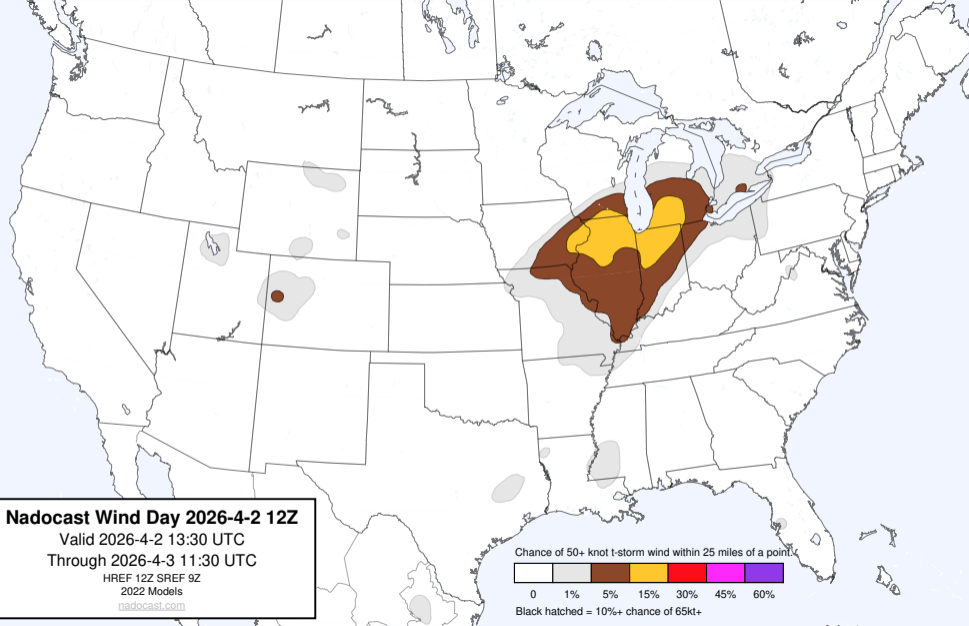 Nadocast Wind Day 2026-4-2 12Z
Valid 2026-4-2 13:30 UTC
Through 2026-4-3 11:30 UTC
HREF 12Z SREF 9Z
2022 Models
nadocast.com
Chance of 50+ knot t-storm wind within 25 miles of a point.
0 1% 5% 15% 30% 45% 60%
Black hatched = 10%+ chance of 65kt+